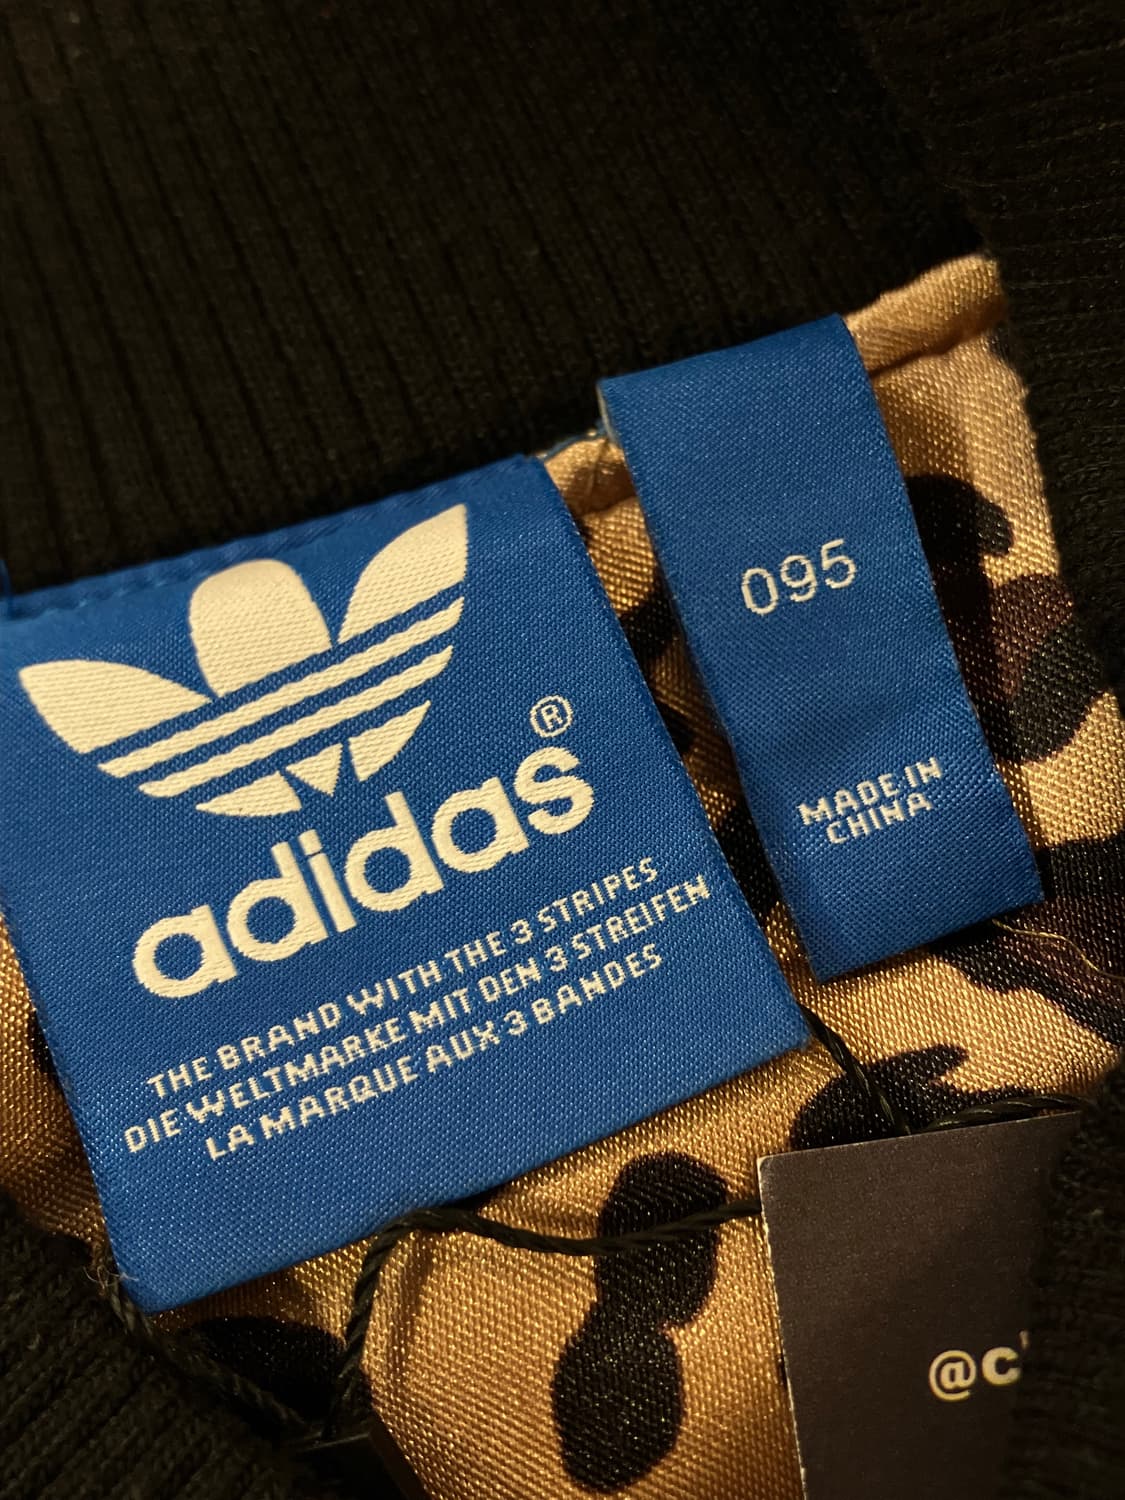 adidas®
THE BRAND WITH THE 3 STRIPES
DIE WELTMARKE MIT DEN 3 STREIFEN
LA MARQUE AUX 3 BANDES
095
MADE IN
CHINA